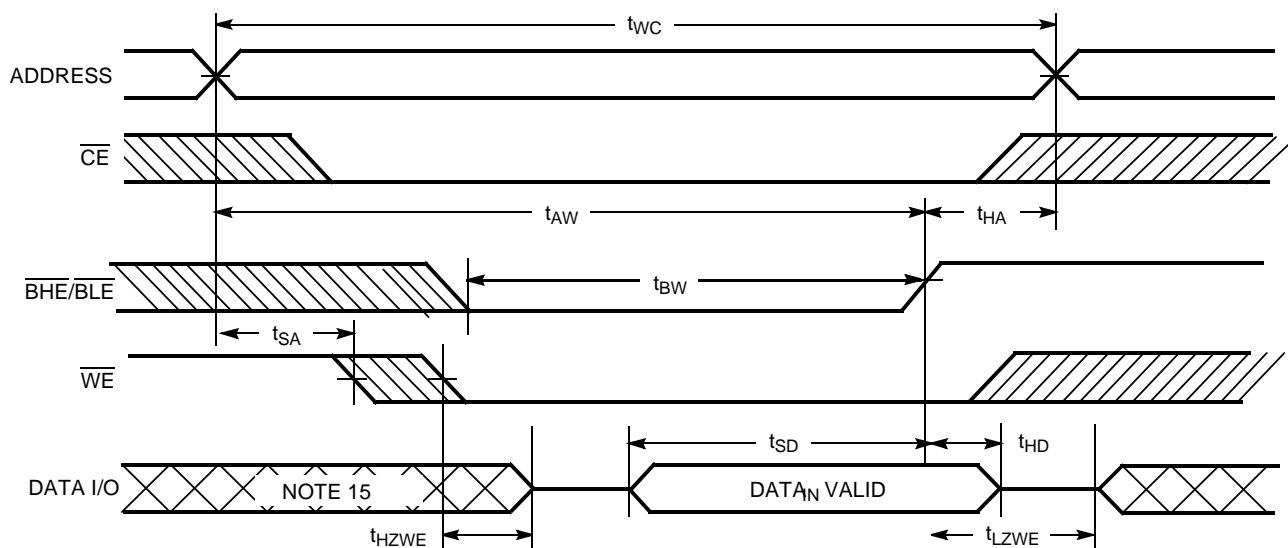 tWC
ADDRESS
CE
tAW
tHA
BHE/BLE
tBW
tSA
WE
tSD
tHD
DATA I/O
NOTE 15
DATAIN VALID
tHZWE
tLZWE